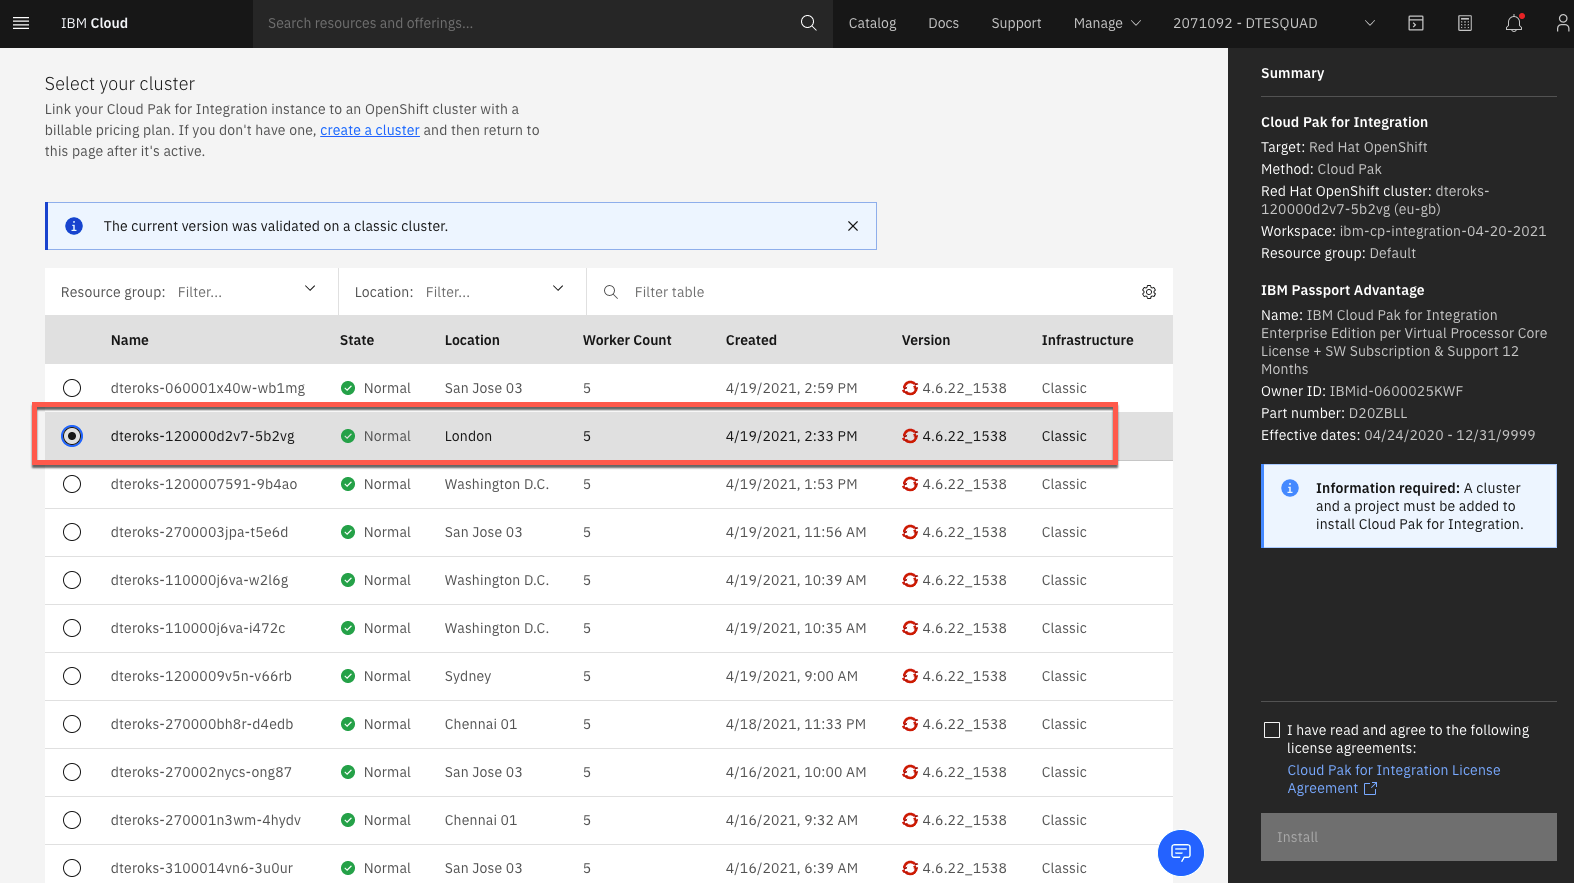 IBM Cloud
Search resources and offerings...
Catalog
Docs
Support
Manage
2071092 - DTESQUAD
Select your cluster
Link your Cloud Pak for Integration instance to an OpenShift cluster with a
billable pricing plan. If you don't have one, create a cluster and then return to
this page after it's active.
The current version was validated on a classic cluster.
Resource group: Filter...
Location: Filter...
Filter table
Name State Location Worker Count Created Version Infrastructure
dteroks-060001x40w-wb1mg Normal San Jose 03 5 4/19/2021, 2:59 PM 4.6.22_1538 Classic
dteroks-120000d2v7-5b2vg Normal London 5 4/19/2021, 2:33 PM 4.6.22_1538 Classic
dteroks-1200007591-9b4ao Normal Washington D.C. 5 4/19/2021, 1:53 PM 4.6.22_1538 Classic
dteroks-2700003jpa-t5e6d Normal San Jose 03 5 4/19/2021, 11:56 AM 4.6.22_1538 Classic
dteroks-110000j6va-w2l6g Normal Washington D.C. 5 4/19/2021, 10:39 AM 4.6.22_1538 Classic
dteroks-110000j6va-i472c Normal Washington D.C. 5 4/19/2021, 10:35 AM 4.6.22_1538 Classic
dteroks-1200009v5n-v66rb Normal Sydney 5 4/19/2021, 9:00 AM 4.6.22_1538 Classic
dteroks-270000bh8r-d4edb Normal Chennai 01 5 4/18/2021, 11:33 PM 4.6.22_1538 Classic
dteroks-270002nycs-ong87 Normal San Jose 03 5 4/16/2021, 10:00 AM 4.6.22_1538 Classic
dteroks-270001n3wm-4hydv Normal Chennai 01 5 4/16/2021, 9:32 AM 4.6.22_1538 Classic
dteroks-3100014vn6-3u0ur Normal San Jose 03 5 4/16/2021, 6:39 AM 4.6.22_1538 Classic
Summary
Cloud Pak for Integration
Target: Red Hat OpenShift
Method: Cloud Pak
Red Hat OpenShift cluster: dteroks-
120000d2v7-5b2vg (eu-gb)
Workspace: ibm-cp-integration-04-20-2021
Resource group: Default
IBM Passport Advantage
Name: IBM Cloud Pak for Integration
Enterprise Edition per Virtual Processor Core
License + SW Subscription & Support 12
Months
Owner ID: IBMid-0600025KWF
Part number: D20ZBLL
Effective dates: 04/24/2020 - 12/31/9999
Information required: A cluster
and a project must be added to
install Cloud Pak for Integration.
I have read and agree to the following
license agreements:
Cloud Pak for Integration License
Agreement
Install